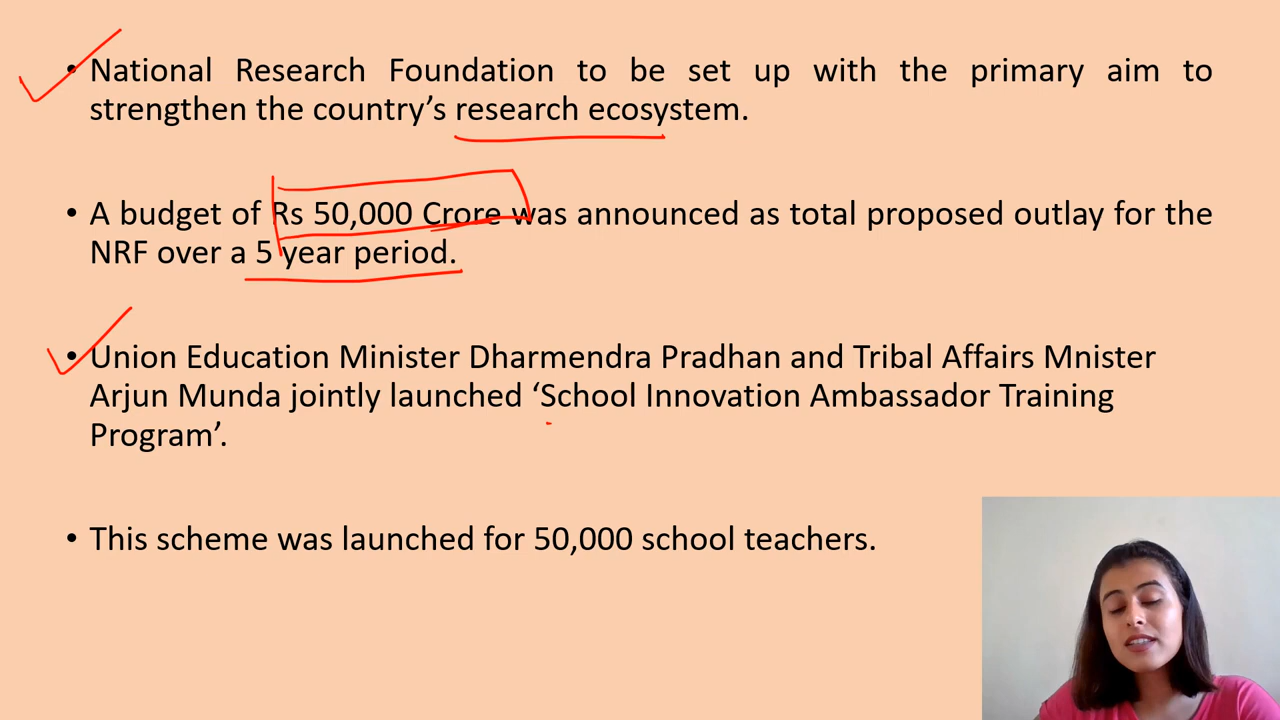 • National Research Foundation to be set up with the primary aim to
strengthen the country's research ecosystem.
• A budget of Rs 50,000 Crore was announced as total proposed outlay for the
NRF over a 5 year period.
• Union Education Minister Dharmendra Pradhan and Tribal Affairs Mnister
Arjun Munda jointly launched ‘School Innovation Ambassador Training
Program’.
• This scheme was launched for 50,000 school teachers.